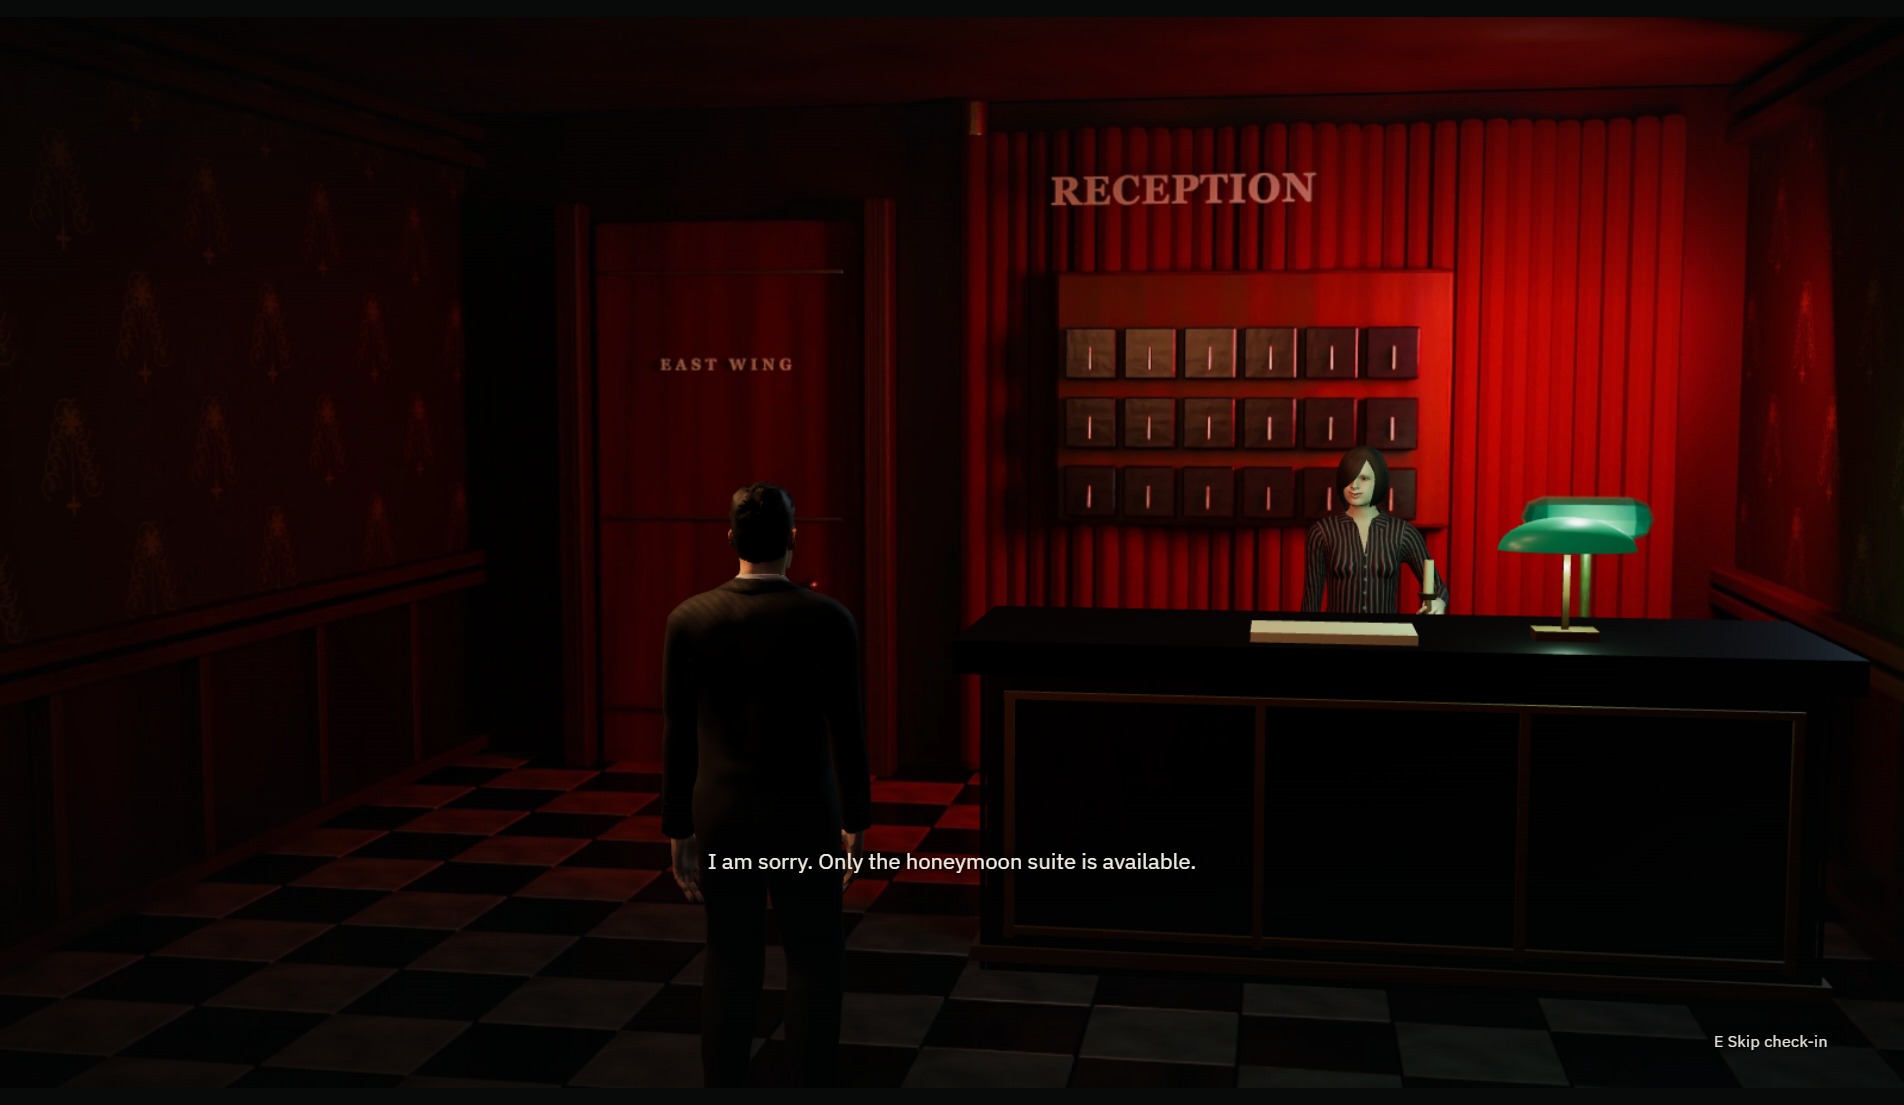 RECEPTION
EAST WING
I am sorry. Only the honeymoon suite is available.
E Skip check-in